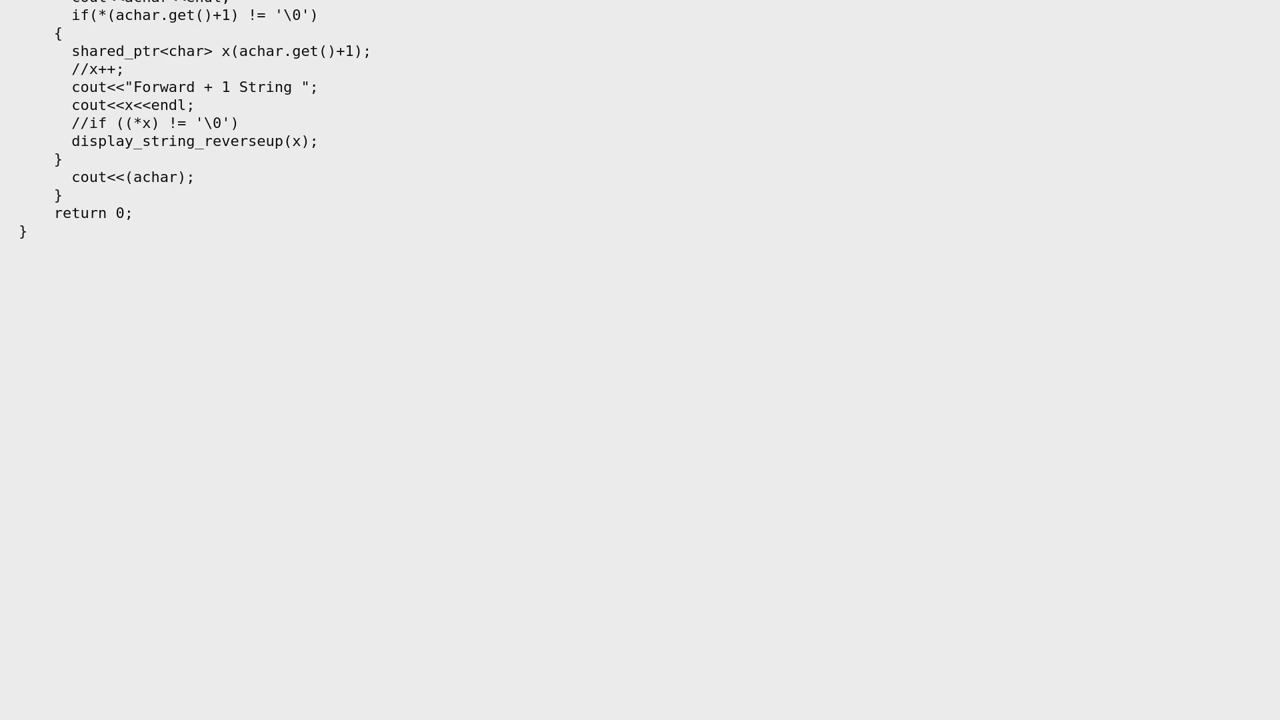 if(*(achar.get()+1) != '\0')
{
shared_ptr<char> x(achar.get()+1);
//x++;
cout<<"Forward + 1 String ";
cout<<x<<endl;
//if ((*x) != '\0')
display_string_reverseup(x);
}
cout<<(achar);
}
return 0;
}